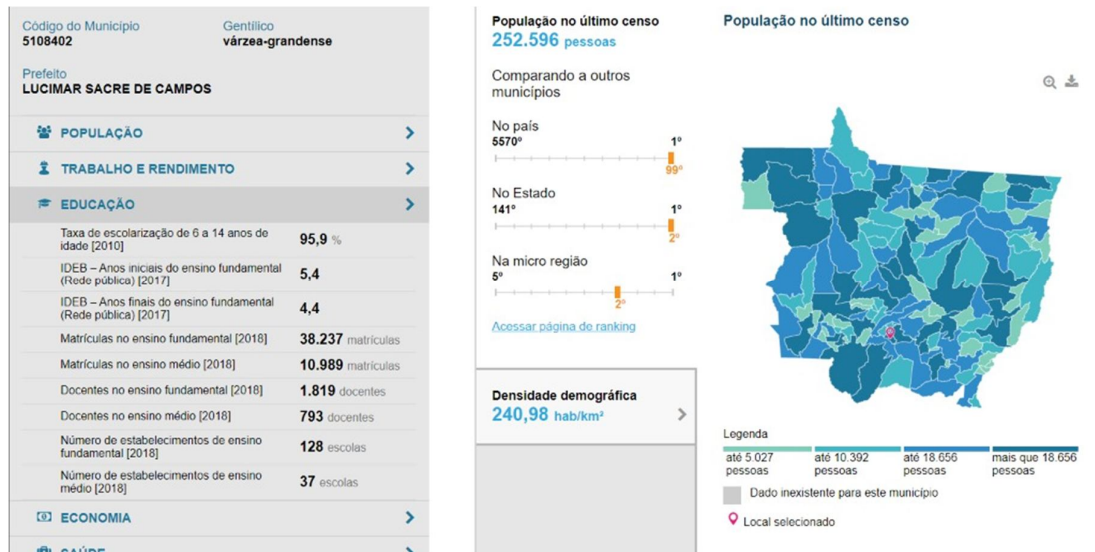 Código do Município
Gentílico
5108402
várzea-grandense
Prefeito
LUCIMAR SACRE DE CAMPOS
POPULAÇÃO
TRABALHO E RENDIMENTO
EDUCAÇÃO
Taxa de escolarização de 6 a 14 anos de
idade [2010]
95,9 %
IDEB – Anos iniciais do ensino fundamental
(Rede pública) [2017]
5,4
IDEB – Anos finais do ensino fundamental
(Rede pública) [2017]
4,4
Matrículas no ensino fundamental [2018]
38.237 matrículas
Matrículas no ensino médio [2018]
10.989 matrículas
Docentes no ensino fundamental [2018]
1.819 docentes
Docentes no ensino médio [2018]
793 docentes
Número de estabelecimentos de ensino
fundamental [2018]
128 escolas
Número de estabelecimentos de ensino
médio [2018]
37 escolas
ECONOMIA
SAÚDE
População no último censo
252.596 pessoas
Comparando a outros
municípios
No país
5570º
1º
99º
No Estado
141º
1º
2º
Na micro região
5º
1º
2º
Acessar página de ranking
Densidade demográfica
240,98 hab/km²
População no último censo
Legenda
até 5.027
pessoas
até 10.392
pessoas
até 18.656
pessoas
mais que 18.656
pessoas
Dado inexistente para este município
Local selecionado